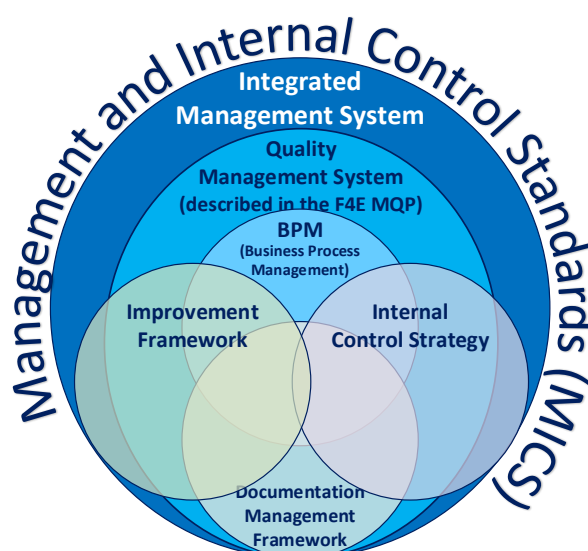 Management and Internal Control Standards (MICS)
Integrated
Management System
Quality
Management System
(described in the F4E MQP)
BPM
(Business Process
Management)
Improvement
Framework
Internal
Control Strategy
Documentation
Management
Framework